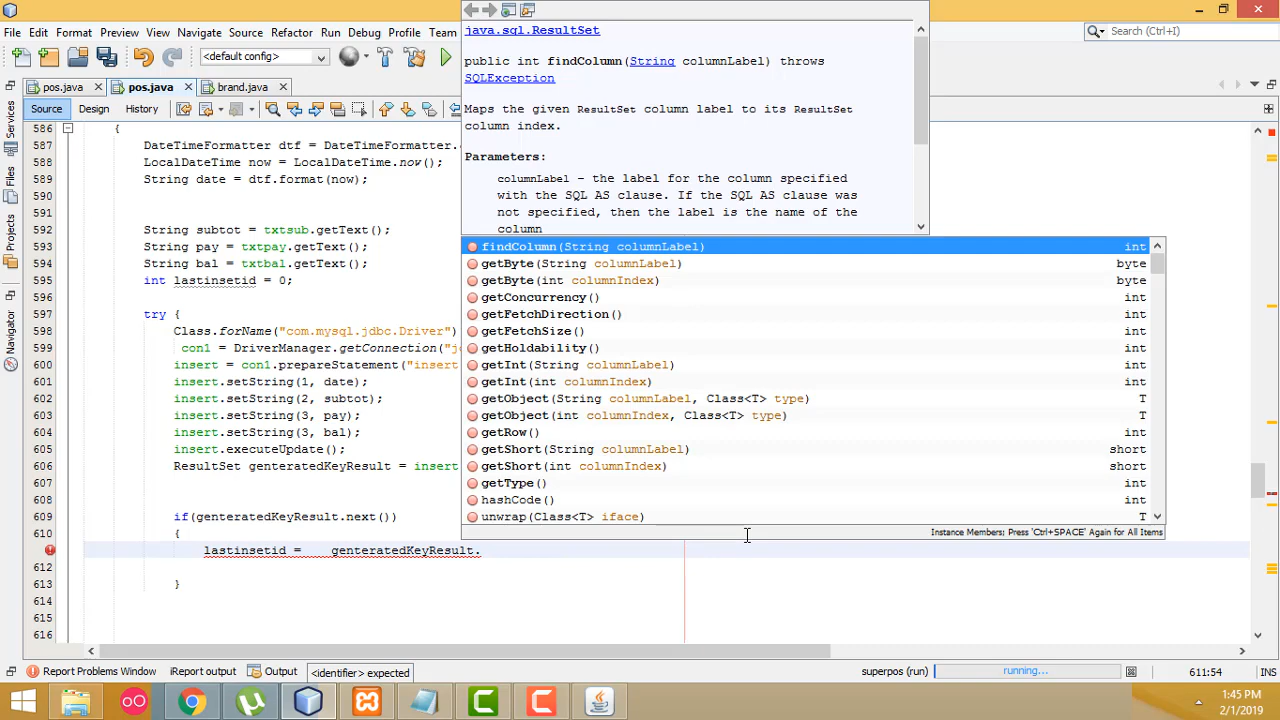 File Edit Format Preview View Navigate Source Refactor Run Debug Profile Team
Search (Ctrl+I)
<default config>
pos.java pos.java brand.java
Source Design History
Services
Files
Projects
Navigator
java.sql.ResultSet
public int findColumn(String columnLabel) throws
SQLException
Maps the given ResultSet column label to its ResultSet
column index.
Parameters:
columnLabel - the label for the column specified
with the SQL AS clause. If the SQL AS clause was
not specified, then the label is the name of the
column
findColumn(String columnLabel) int
getByte(String columnLabel) byte
getByte(int columnIndex) byte
getConcurrency() int
getFetchDirection() int
getFetchSize() int
getHoldability() int
getInt(String columnLabel) int
getInt(int columnIndex) int
getObject(String columnLabel, Class<T> type) T
getObject(int columnIndex, Class<T> type) T
getRow() int
getShort(String columnLabel) short
getShort(int columnIndex) short
getType() int
hashCode() int
unwrap(Class<T> iface) T
Instance Members; Press 'Ctrl+SPACE' Again for All Items
586 {
587 DateTimeFormatter dtf = DateTimeFormatter.
588 LocalDateTime now = LocalDateTime.now();
589 String date = dtf.format(now);
590
591
592 String subtot = txtsub.getText();
593 String pay = txtpay.getText();
594 String bal = txtbal.getText();
595 int lastinsetid = 0;
596
597 try {
598 Class.forName("com.mysql.jdbc.Driver")
599 con1 = DriverManager.getConnection("j
600 insert = con1.prepareStatement("insert
601 insert.setString(1, date);
602 insert.setString(2, subtot);
603 insert.setString(3, pay);
604 insert.setString(3, bal);
605 insert.executeUpdate();
606 ResultSet genteratedKeyResult = insert
607
608
609 if(genteratedKeyResult.next())
610 {
lastinsetid = genteratedKeyResult.
612
613 }
614
615
616
Report Problems Window iReport output Output <identifier> expected superpos (run) running... 611:54 INS
1:45 PM
2/1/2019